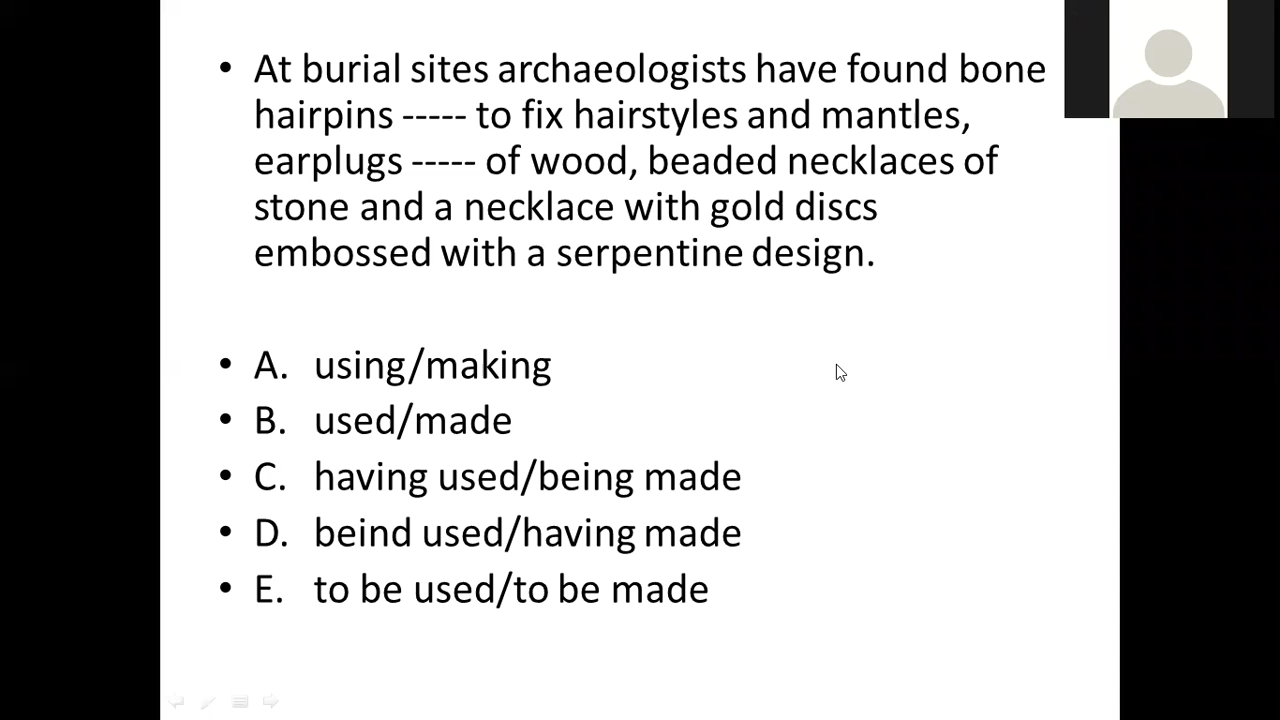 • At burial sites archaeologists have found bone
hairpins ----- to fix hairstyles and mantles,
earplugs ----- of wood, beaded necklaces of
stone and a necklace with gold discs
embossed with a serpentine design.
• A. using/making
• B. used/made
• C. having used/being made
• D. beind used/having made
• E. to be used/to be made